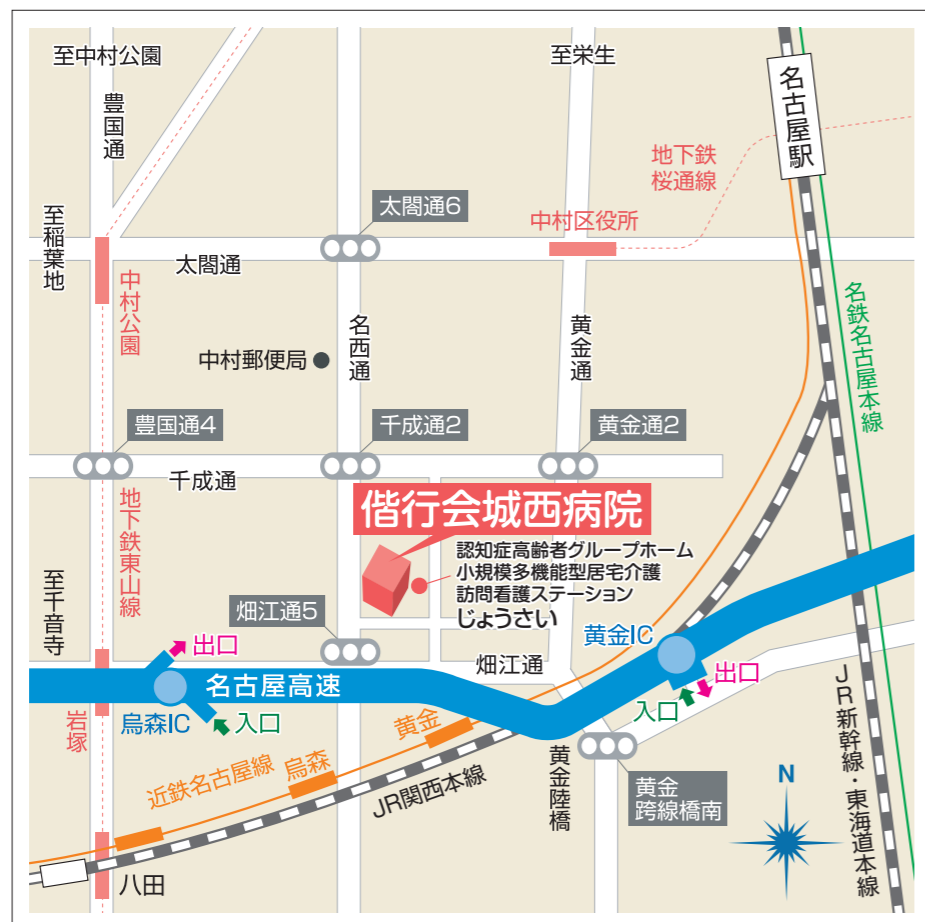 至中村公園
至栄生
豊国通
名古屋駅
地下鉄
桜通線
太閤通6
中村区役所
至稲葉地
太閤通
中村公園
名西通
黄金通
名鉄名古屋本線
中村郵便局
豊国通4
千成通2
黄金通2
千成通
偕行会城西病院
地下鉄東山線
認知症高齢者グループホーム
小規模多機能型居宅介護
訪問看護ステーション
じょうさい
至千音寺
畑江通5
黄金IC
出口
畑江通
出口
名古屋高速
入口
烏森IC
入口
岩塚
黄金
JR新幹線・東海道本線
烏森
近鉄名古屋線
JR関西本線
黄金陸橋
黄金
跨線橋南
N
八田